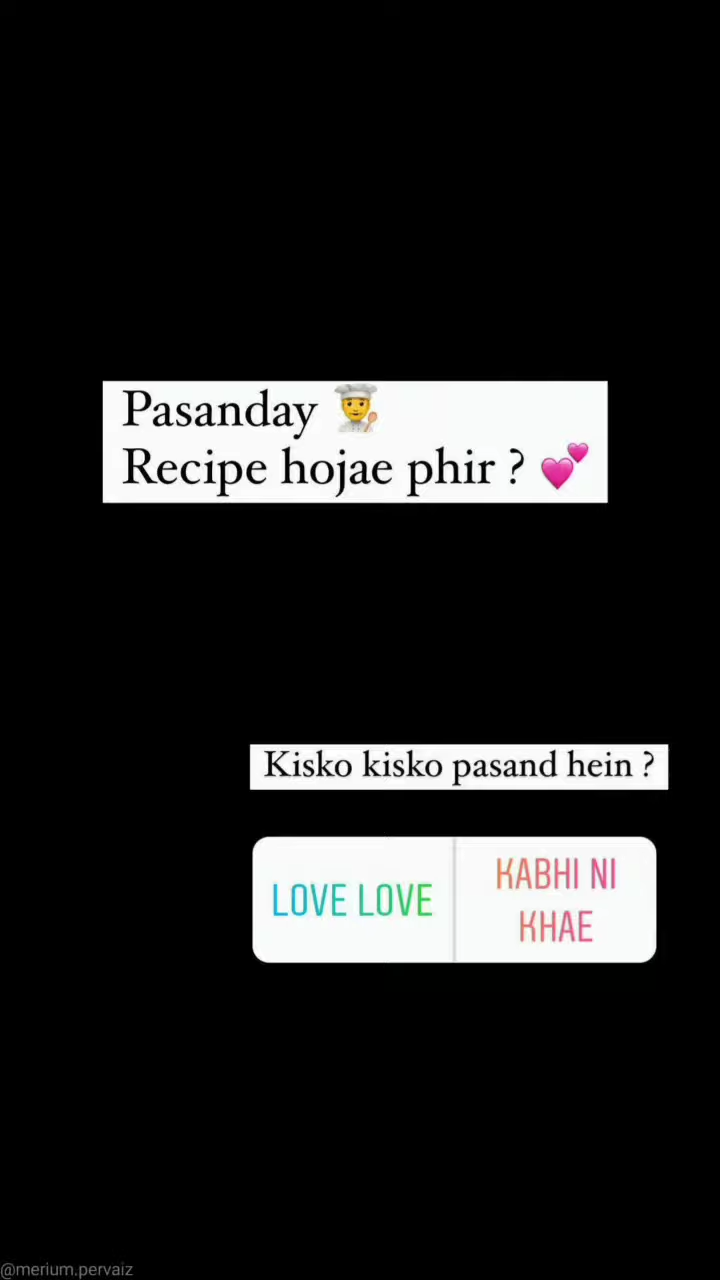 Pasanday 👨‍🍳
Recipe hojae phir ? 💕
Kisko kisko pasand hein ?
LOVE LOVE
KABHI NI
KHAE
@merium.pervaiz